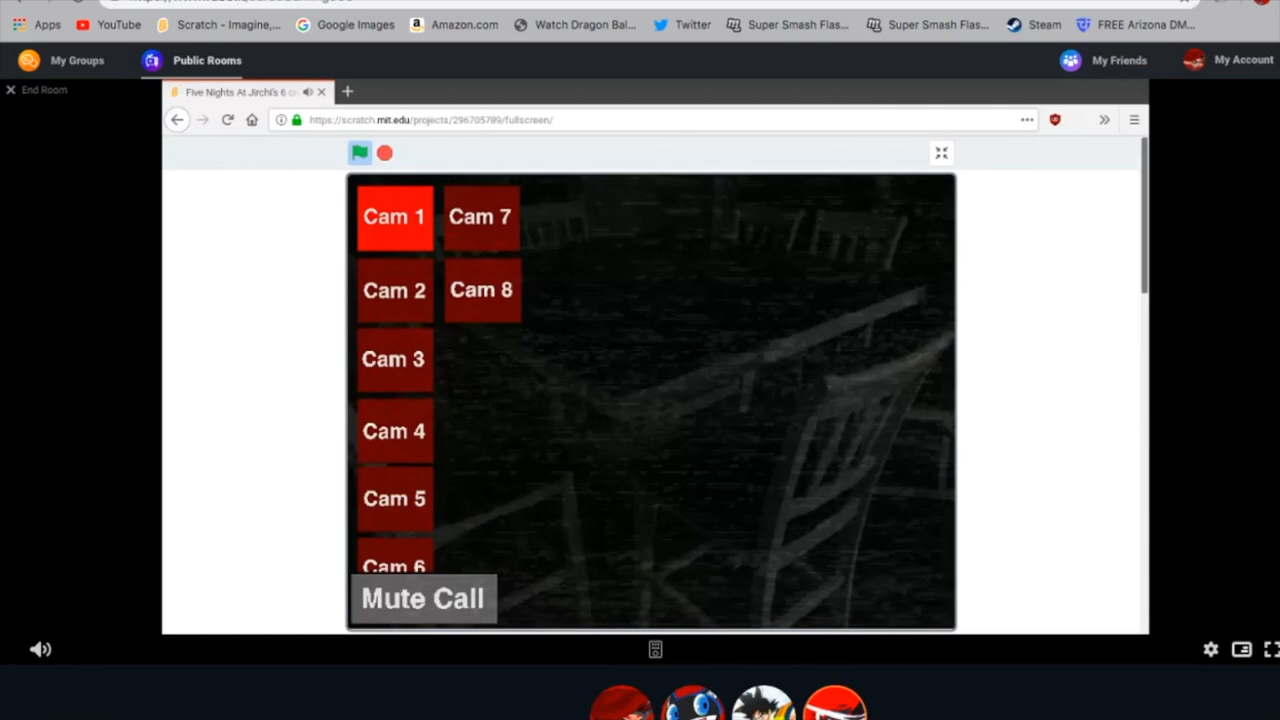 Apps YouTube Scratch - Imagine,... Google Images Amazon.com Watch Dragon Bal... Twitter Super Smash Flas... Super Smash Flas... Steam FREE Arizona DM...
My Groups Public Rooms My Friends My Account
End Room
Five Nights At Jirchi's 6 on
https://scratch.mit.edu/projects/296705789/fullscreen/
Cam 1 Cam 7
Cam 2 Cam 8
Cam 3
Cam 4
Cam 5
Cam 6
Mute Call